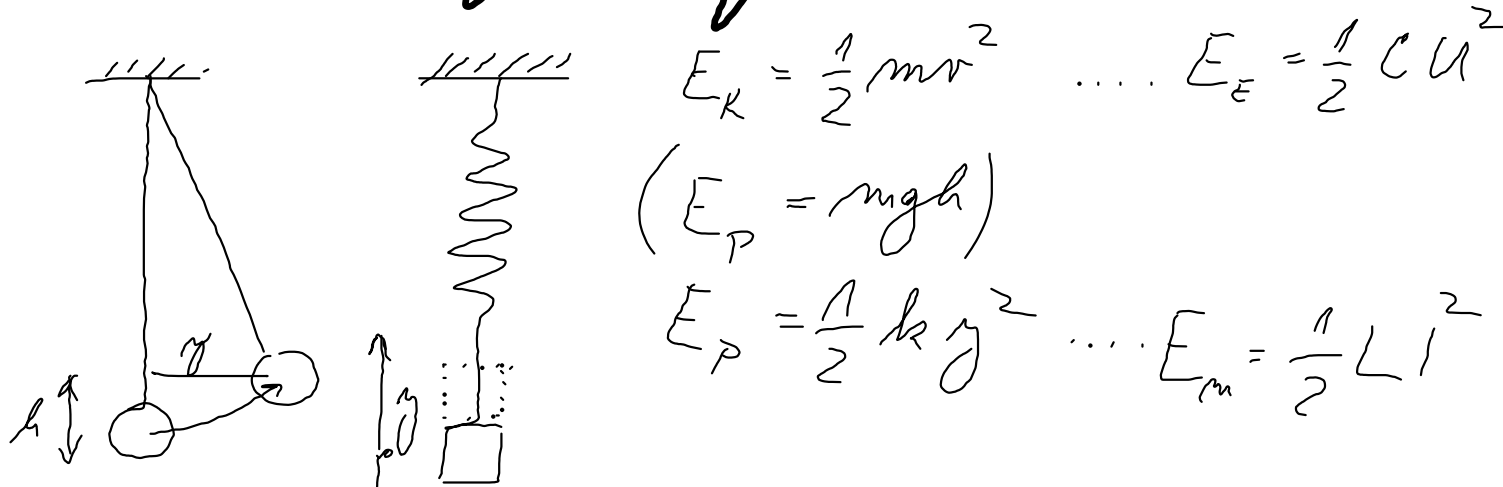 E_K = 1/2 mv^2 .... E_E = 1/2 CU^2
(E_P = mgh)
E_P = 1/2 ky^2 .... E_m = 1/2 LI^2
y
h
y